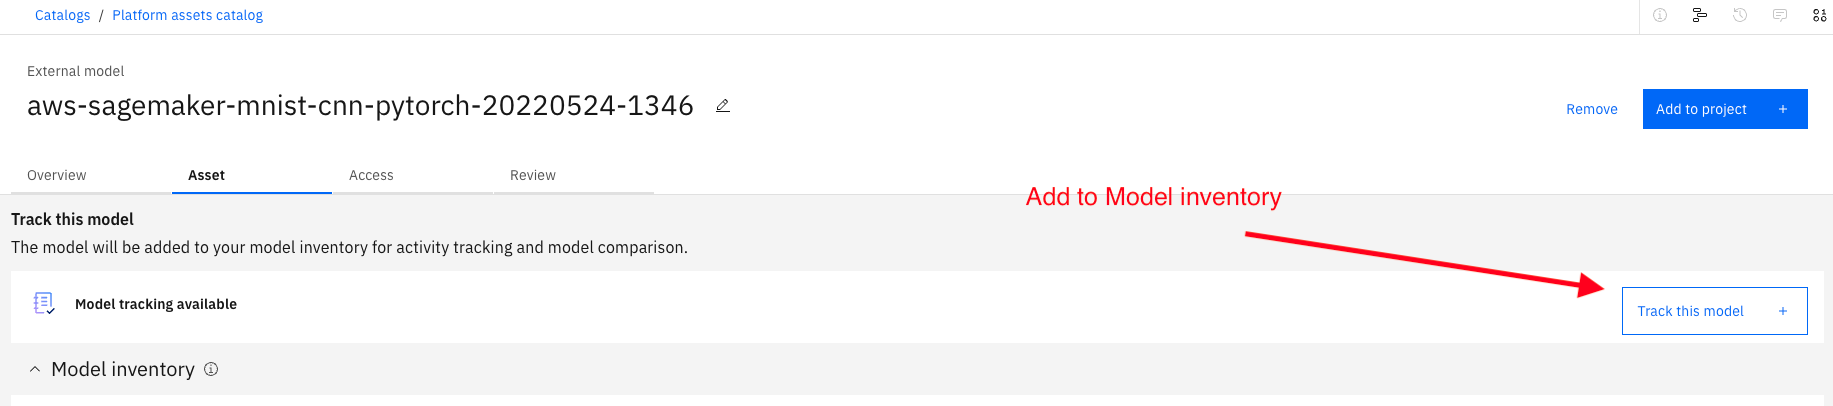 Catalogs / Platform assets catalog
External model
aws-sagemaker-mnist-cnn-pytorch-20220524-1346
Remove
Add to project +
Overview
Asset
Access
Review
Add to Model inventory
Track this model
The model will be added to your model inventory for activity tracking and model comparison.
Model tracking available
Track this model +
Model inventory